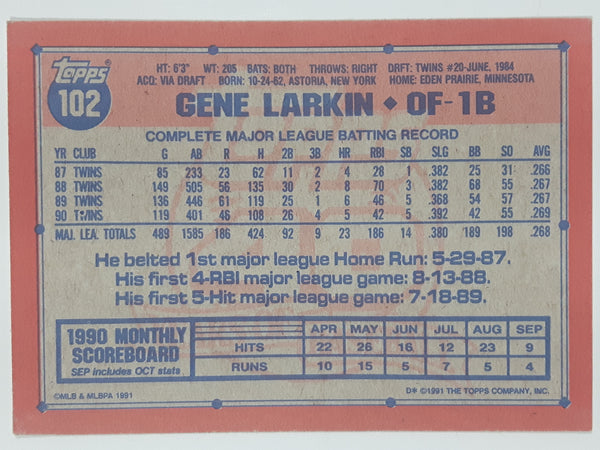 Topps®
102
HT: 6'3" WT: 205 BATS: BOTH THROWS: RIGHT DRFT: TWINS #20-JUNE, 1984
ACQ: VIA DRAFT BORN: 10-24-62, ASTORIA, NEW YORK HOME: EDEN PRAIRIE, MINNESOTA
GENE LARKIN ◆ OF-1B
COMPLETE MAJOR LEAGUE BATTING RECORD
YR CLUB G AB R H 2B 3B HR RBI SB SLG BB SO AVG
87 TWINS 85 233 23 62 11 2 4 28 1 .382 25 31 .266
88 TWINS 149 505 56 135 30 2 8 70 3 .382 68 55 .267
89 TWINS 136 446 61 119 25 1 6 46 5 .368 54 57 .267
90 TWINS 119 401 46 108 26 4 5 42 5 .392 42 55 .269
MAJ. LEA. TOTALS 489 1585 186 424 92 9 23 186 14 .380 189 198 .268
He belted 1st major league Home Run: 5-29-87.
His first 4-RBI major league game: 8-13-88.
His first 5-Hit major league game: 7-18-89.
1990 MONTHLY SCOREBOARD
SEP includes OCT stats
APR MAY JUN JUL AUG SEP
HITS 22 26 16 12 23 9
RUNS 10 15 5 7 5 4
©MLB & MLBPA 1991
D* ©1991 THE TOPPS COMPANY, INC.